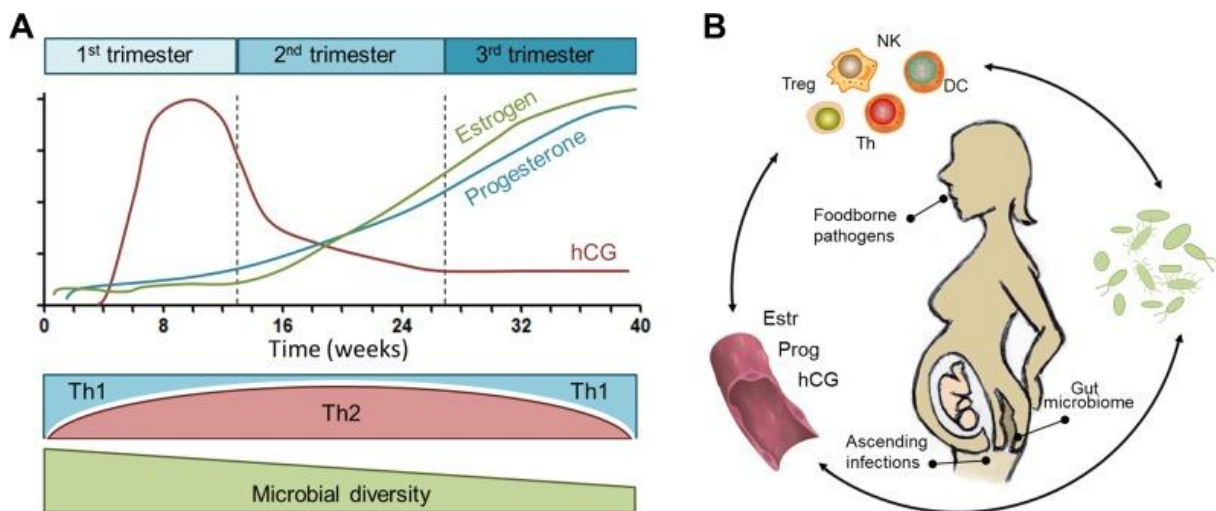 A
1st trimester
2nd trimester
3rd trimester
Estrogen
Progesterone
hCG
0 8 16 24 32 40
Time (weeks)
Th1
Th2
Th1
Microbial diversity
B
NK
Treg
DC
Th
Foodborne
pathogens
Estr
Prog
hCG
Gut
microbiome
Ascending
infections